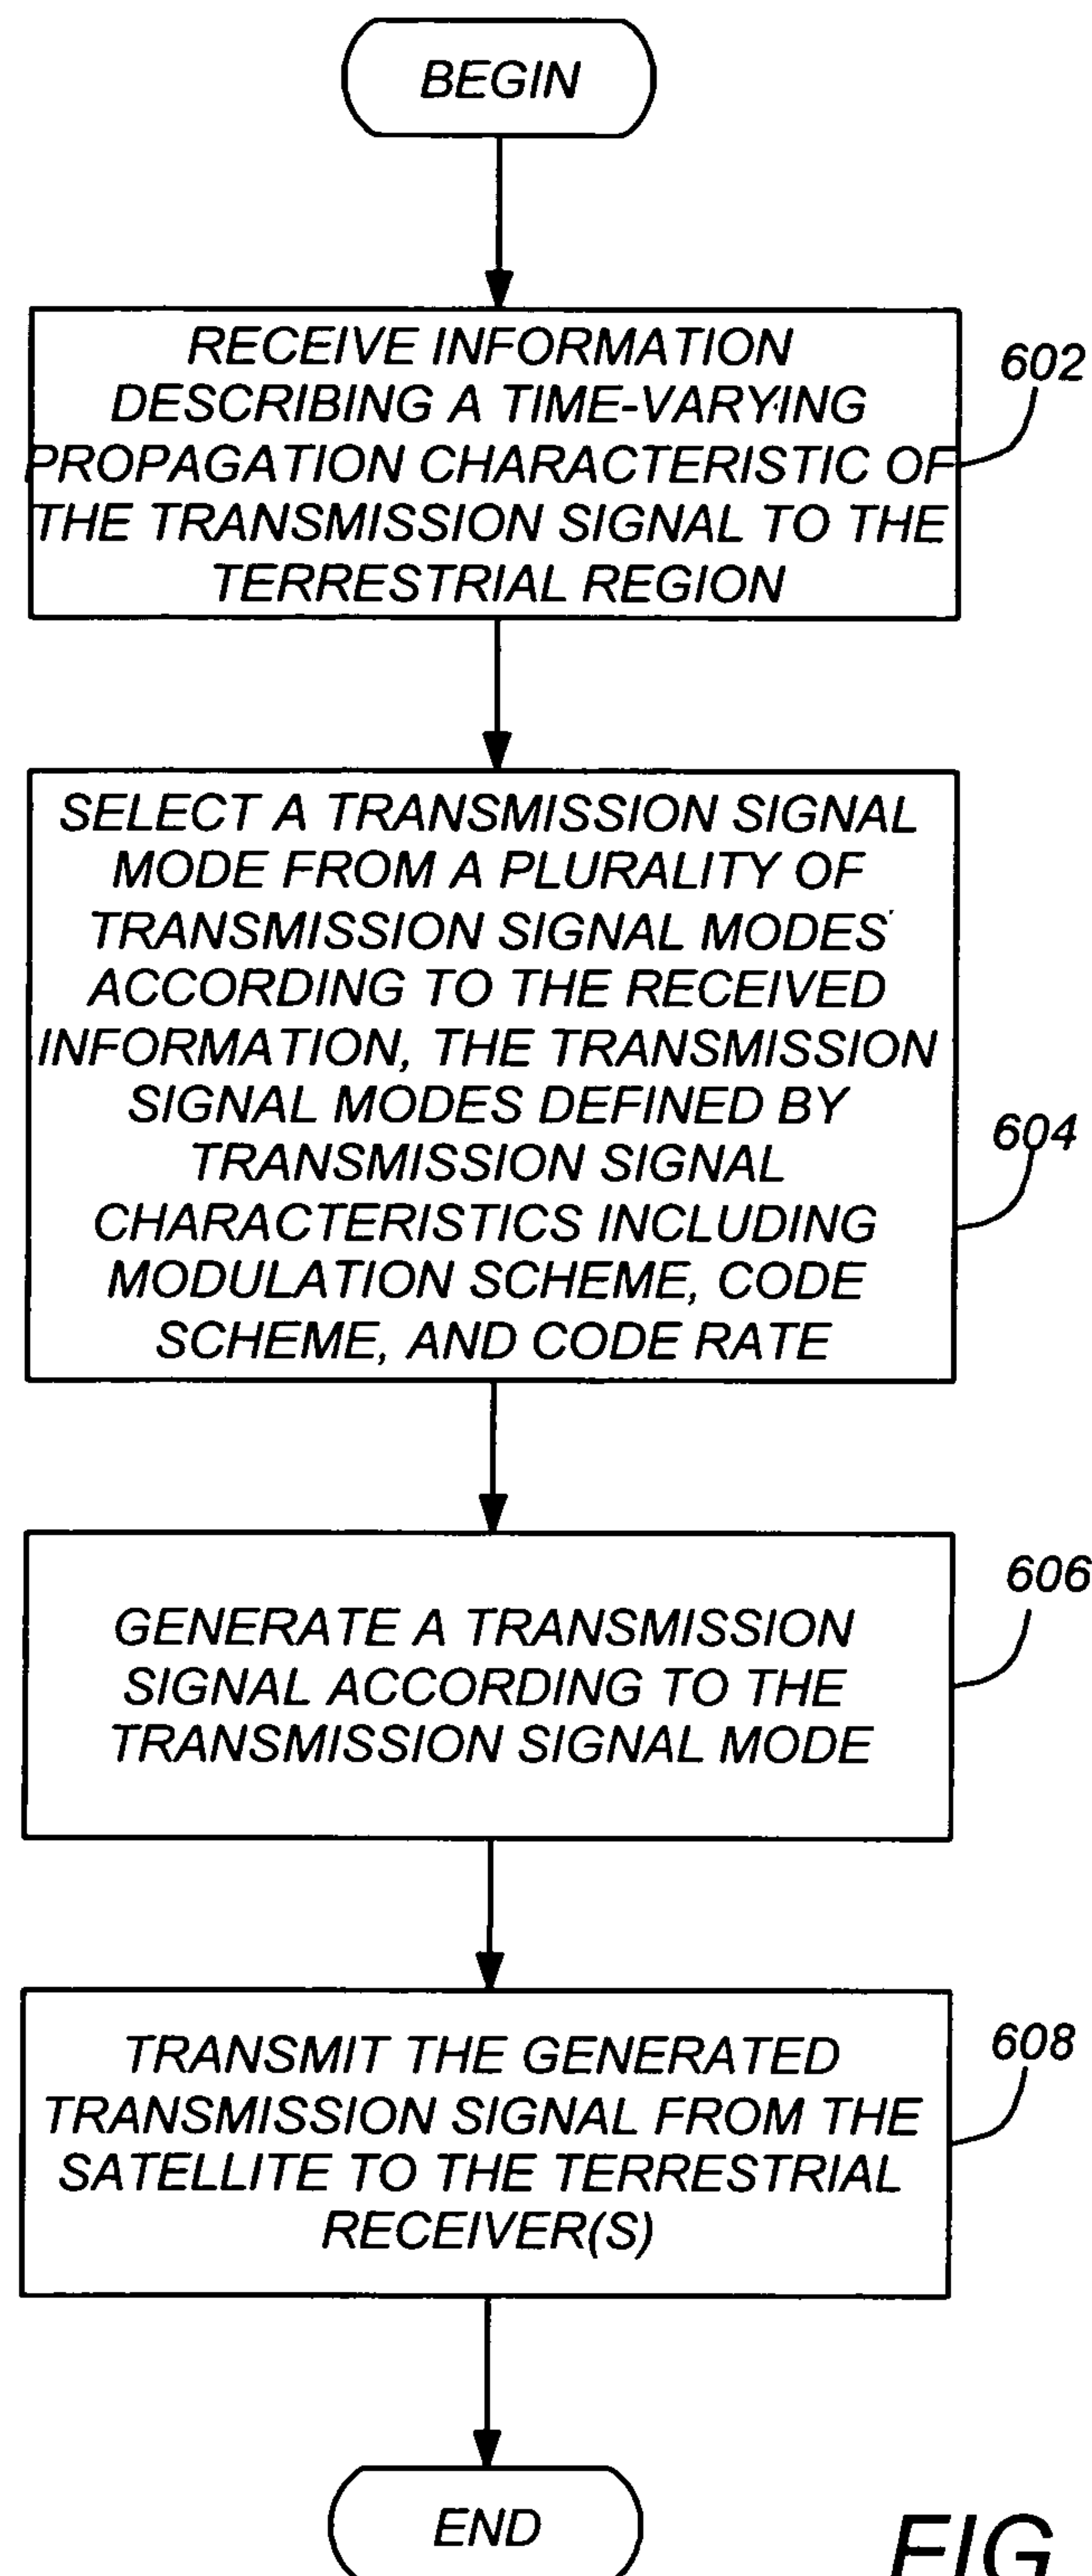 BEGIN
RECEIVE INFORMATION
DESCRIBING A TIME-VARYING
PROPAGATION CHARACTERISTIC OF
THE TRANSMISSION SIGNAL TO THE
TERRESTRIAL REGION
602
SELECT A TRANSMISSION SIGNAL
MODE FROM A PLURALITY OF
TRANSMISSION SIGNAL MODES
ACCORDING TO THE RECEIVED
INFORMATION, THE TRANSMISSION
SIGNAL MODES DEFINED BY
TRANSMISSION SIGNAL
CHARACTERISTICS INCLUDING
MODULATION SCHEME, CODE
SCHEME, AND CODE RATE
604
GENERATE A TRANSMISSION
SIGNAL ACCORDING TO THE
TRANSMISSION SIGNAL MODE
606
TRANSMIT THE GENERATED
TRANSMISSION SIGNAL FROM THE
SATELLITE TO THE TERRESTRIAL
RECEIVER(S)
608
END
FIG